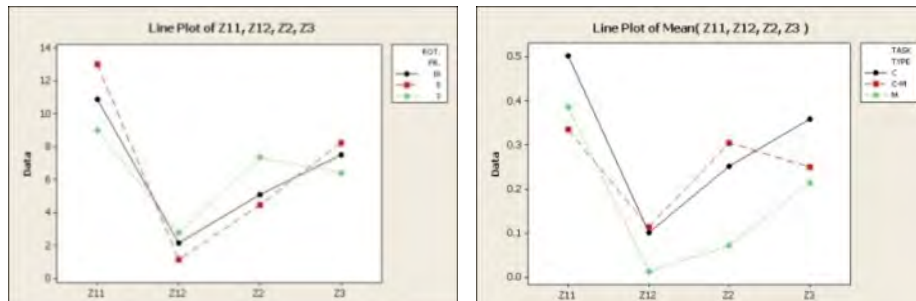 Line Plot of Z11, Z12, Z2, Z3
14
12
10
8
6
4
2
0
Data
Z11 Z12 Z2 Z3
FR.
Line Plot of Mean( Z11, Z12, Z2, Z3 )
0.5
0.4
0.3
0.2
0.1
0.0
Data
Z11 Z12 Z2 Z3
TASK
TYPE
C
C-M
M